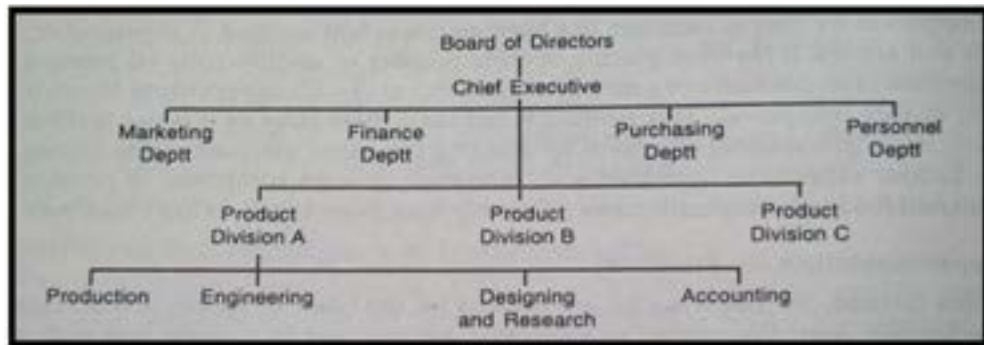 Board of Directors
Chief Executive
Marketing Deptt
Finance Deptt
Purchasing Deptt
Personnel Deptt
Product Division A
Product Division B
Product Division C
Production
Engineering
Designing and Research
Accounting